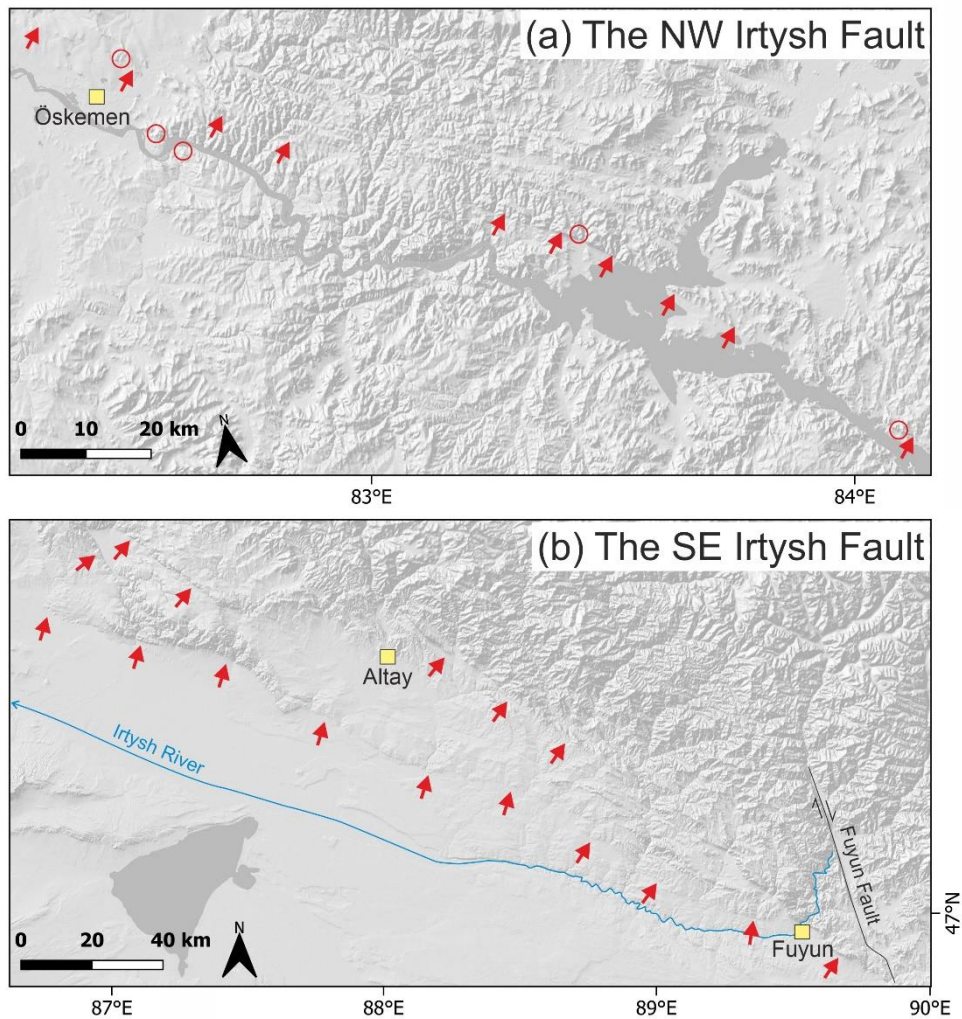 (a) The NW Irtysh Fault
Öskemen
0 10 20 km
N
83°E 84°E
(b) The SE Irtysh Fault
Altay
Irtysh River
Fuyun Fault
47°N
0 20 40 km
N
Fuyun
87°E 88°E 89°E 90°E